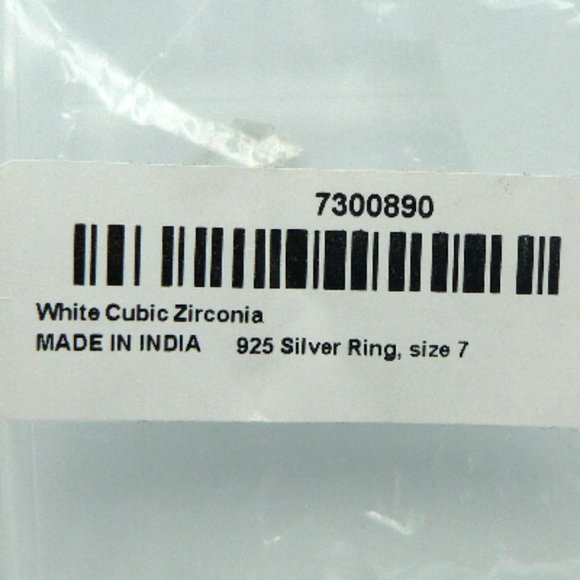 7300890
White Cubic Zirconia
MADE IN INDIA 925 Silver Ring, size 7